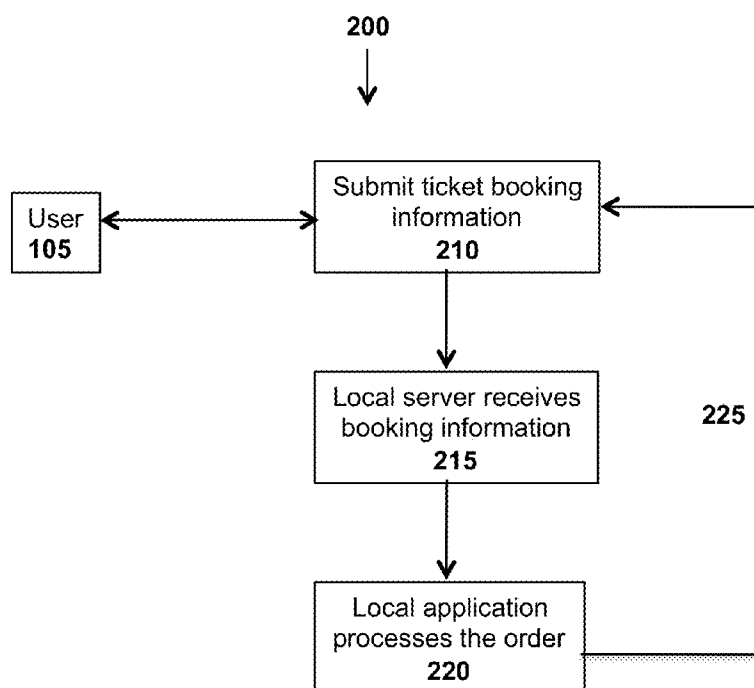 200
Submit ticket booking
information
210
User
105
Local server receives
booking information
215
225
Local application
processes the order
220